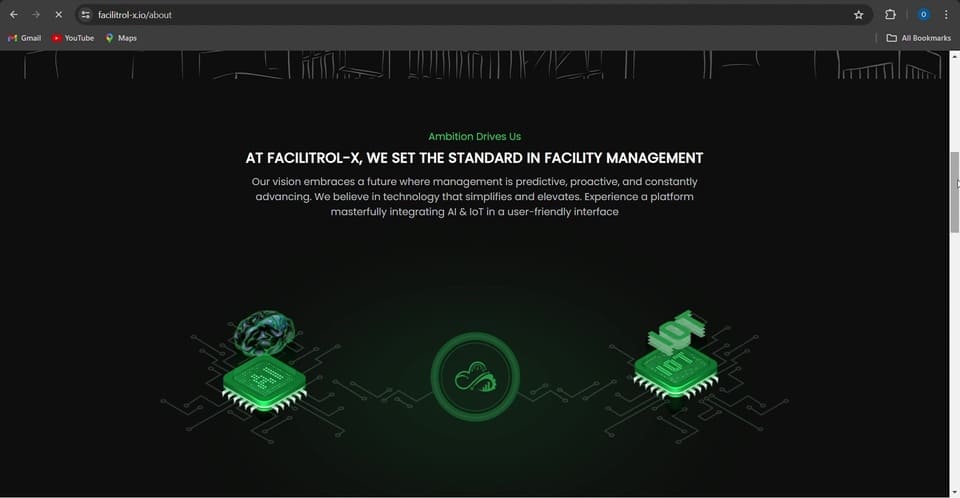 facilitrol-x.io/about
O
Gmail
YouTube
Maps
All Bookmarks
Ambition Drives Us
AT FACILITROL-X, WE SET THE STANDARD IN FACILITY MANAGEMENT
Our vision embraces a future where management is predictive, proactive, and constantly
advancing. We believe in technology that simplifies and elevates. Experience a platform
masterfully integrating AI & IoT in a user-friendly interface
IOT
IOT